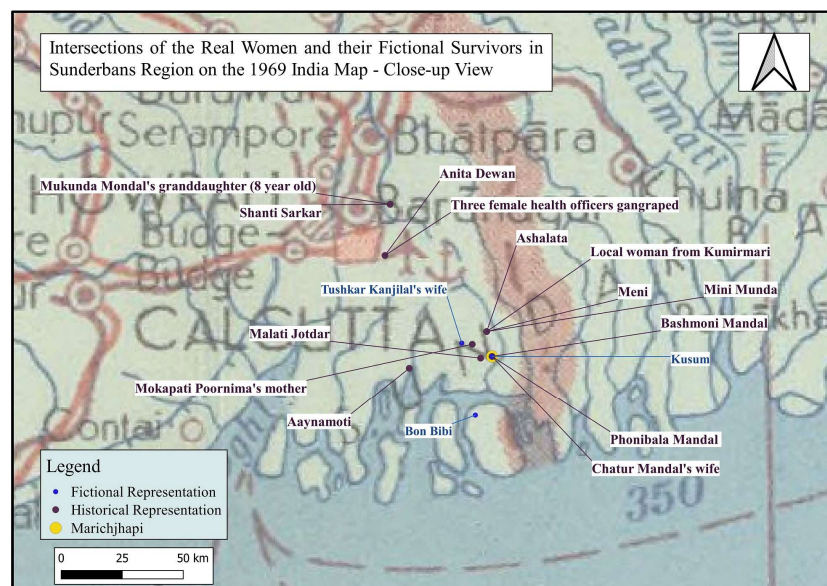 Intersections of the Real Women and their Fictional Survivors in
Sunderbans Region on the 1969 India Map - Close-up View
Serampore
Bhātpāra
Mukunda Mondal's granddaughter (8 year old)
Anita Dewan
Khulna
Shanti Sarkar
Three female health officers gangraped
Budge-
Budge
Ashalata
Local woman from Kumirmari
Tushkar Kanjilal's wife
Meni
Mini Munda
CALCUTTA
Malati Jotdar
Bashmoni Mandal
Kusum
Mokapati Poornima's mother
Aaynamoti
Contai
Bon Bibi
Phonibala Mandal
Chatur Mandal's wife
Legend
Fictional Representation
Historical Representation
Marichjhapi
350
0 25 50 km